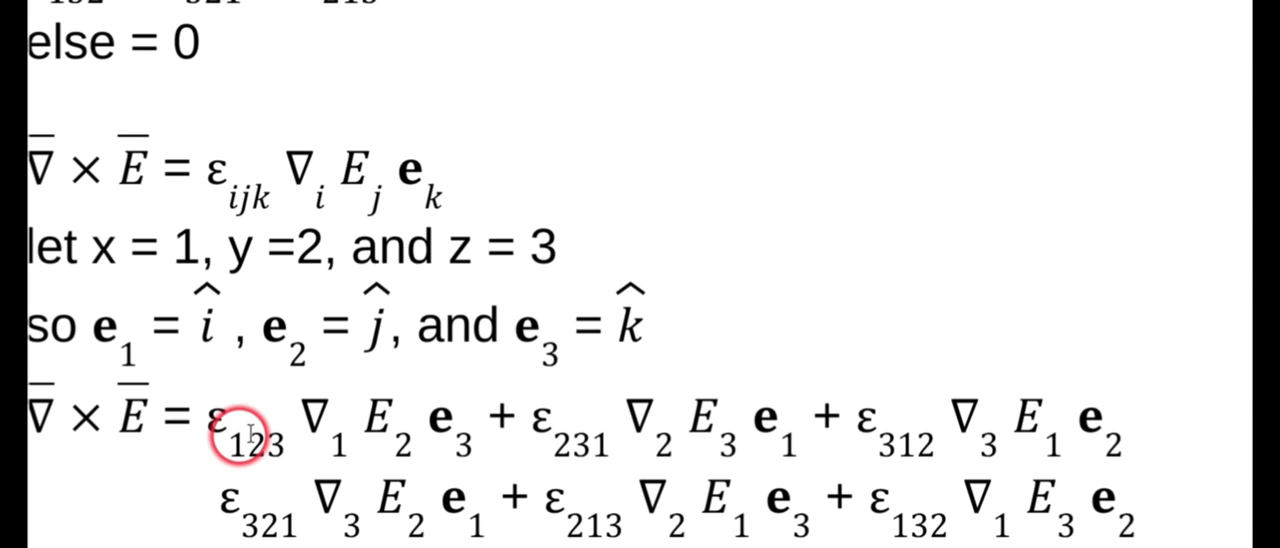 else = 0
∇̅ × E̅ = ε_ijk ∇_i E_j e_k
let x = 1, y =2, and z = 3
so e_1 = î , e_2 = ĵ, and e_3 = k̂
∇̅ × E̅ = ε_123 ∇_1 E_2 e_3 + ε_231 ∇_2 E_3 e_1 + ε_312 ∇_3 E_1 e_2
ε_321 ∇_3 E_2 e_1 + ε_213 ∇_2 E_1 e_3 + ε_132 ∇_1 E_3 e_2